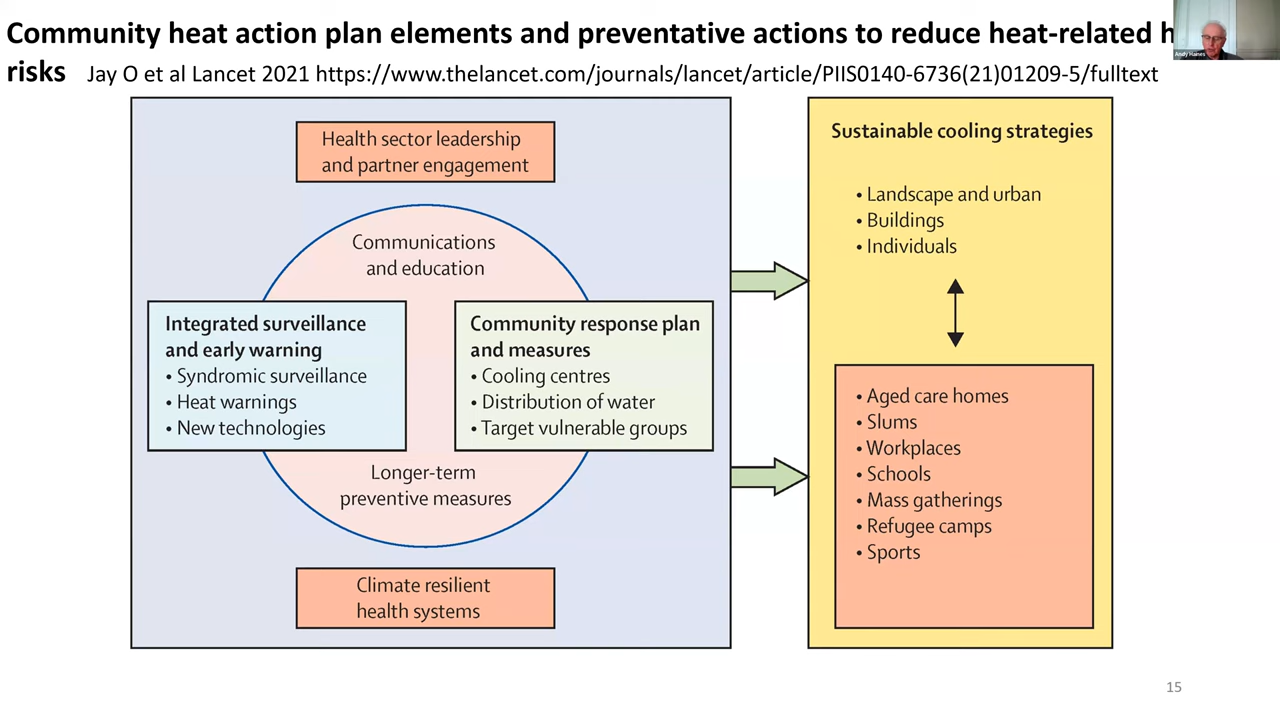 Community heat action plan elements and preventative actions to reduce heat-related h
risks Jay O et al Lancet 2021 https://www.thelancet.com/journals/lancet/article/PIIS0140-6736(21)01209-5/fulltext
Andy Haines
Health sector leadership
and partner engagement
Communications
and education
Integrated surveillance
and early warning
• Syndromic surveillance
• Heat warnings
• New technologies
Community response plan
and measures
• Cooling centres
• Distribution of water
• Target vulnerable groups
Longer-term
preventive measures
Climate resilient
health systems
Sustainable cooling strategies
• Landscape and urban
• Buildings
• Individuals
• Aged care homes
• Slums
• Workplaces
• Schools
• Mass gatherings
• Refugee camps
• Sports
15